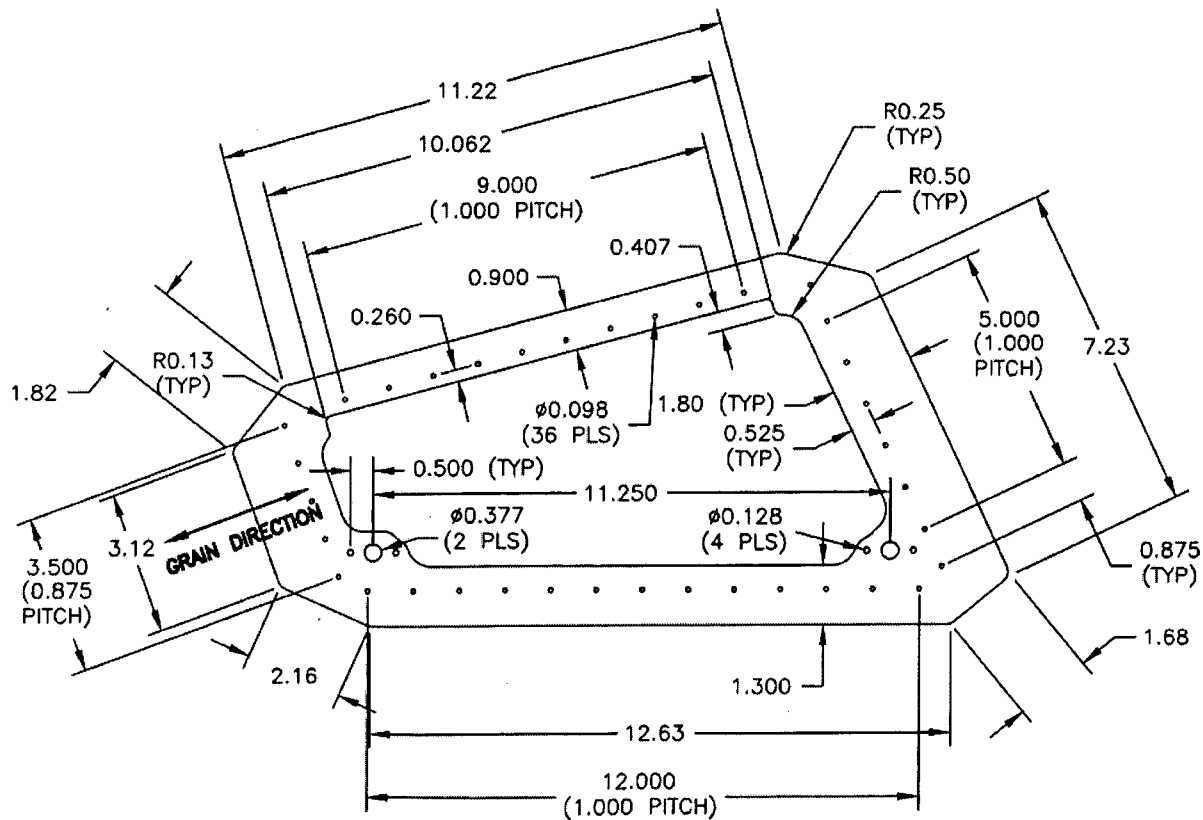 11.22
10.062
9.000
(1.000 PITCH)
R0.25
(TYP)
R0.50
(TYP)
0.407
0.900
0.260
5.000
(1.000
PITCH)
7.23
R0.13
(TYP)
1.82
Ø0.098
(36 PLS)
1.80 (TYP)
0.525
(TYP)
0.500 (TYP)
11.250
GRAIN DIRECTION
Ø0.377
(2 PLS)
Ø0.128
(4 PLS)
3.12
3.500
(0.875
PITCH)
0.875
(TYP)
1.68
2.16
1.300
12.63
12.000
(1.000 PITCH)